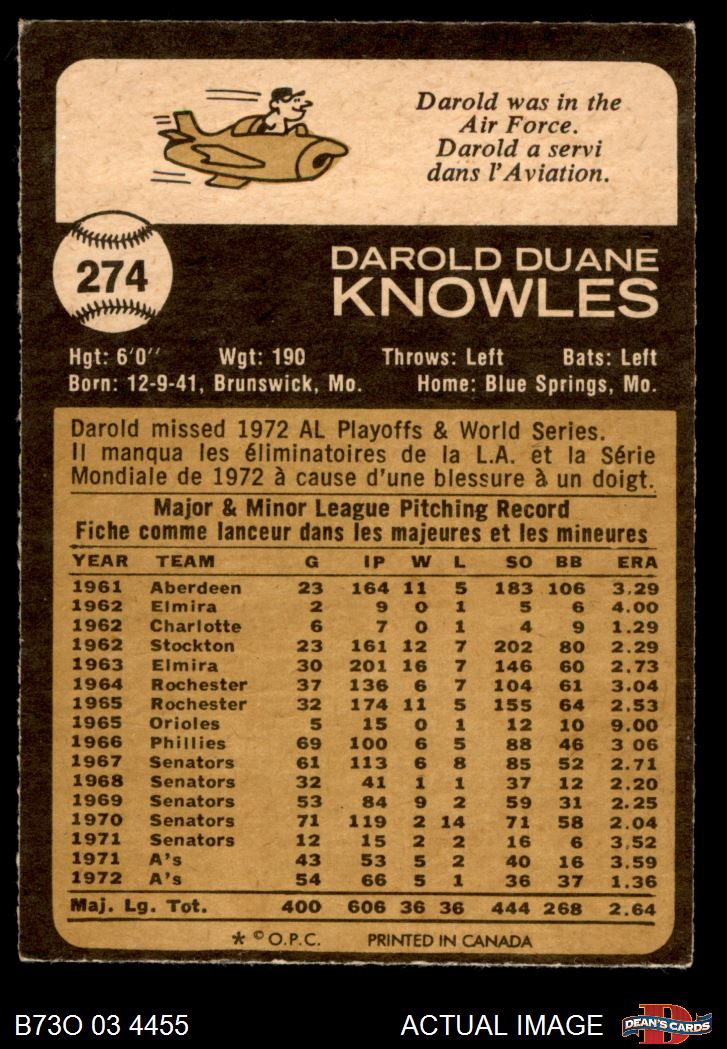 Darold was in the
Air Force.
Darold a servi
dans l'Aviation.
274
DAROLD DUANE
KNOWLES
Hgt: 6'0" Wgt: 190 Throws: Left Bats: Left
Born: 12-9-41, Brunswick, Mo. Home: Blue Springs, Mo.
Darold missed 1972 AL Playoffs & World Series.
Il manqua les éliminatoires de la L.A. et la Série
Mondiale de 1972 à cause d'une blessure à un doigt.
Major & Minor League Pitching Record
Fiche comme lanceur dans les majeures et les mineures
YEAR TEAM G IP W L SO BB ERA
1961 Aberdeen 23 164 11 5 183 106 3.29
1962 Elmira 2 9 0 1 5 6 4.00
1962 Charlotte 6 7 0 1 4 9 1.29
1962 Stockton 23 161 12 7 202 80 2.29
1963 Elmira 30 201 16 7 146 60 2.73
1964 Rochester 37 136 6 7 104 61 3.04
1965 Rochester 32 174 11 5 155 64 2.53
1965 Orioles 5 15 0 1 12 10 9.00
1966 Phillies 69 100 6 5 88 46 3 06
1967 Senators 61 113 6 8 85 52 2.71
1968 Senators 32 41 1 1 37 12 2.20
1969 Senators 53 84 9 2 59 31 2.25
1970 Senators 71 119 2 14 71 58 2.04
1971 Senators 12 15 2 2 16 6 3.52
1971 A's 43 53 5 2 40 16 3.59
1972 A's 54 66 5 1 36 37 1.36
Maj. Lg. Tot. 400 606 36 36 444 268 2.64
* © O.P.C. PRINTED IN CANADA
B73O 03 4455 ACTUAL IMAGE D DEAN'S CARDS